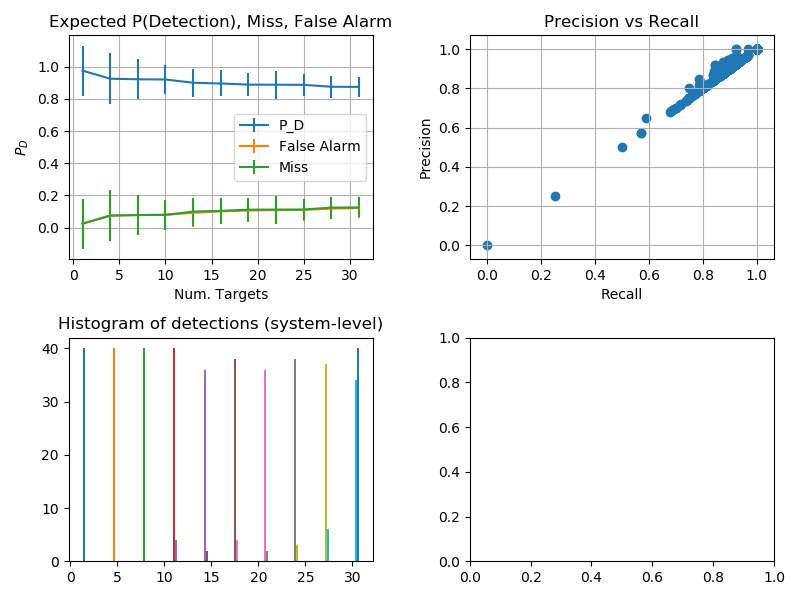 Expected P(Detection), Miss, False Alarm
1.0
0.8
0.6
0.4
0.2
0.0
P_D
P_D
False Alarm
Miss
0 5 10 15 20 25 30
Num. Targets
Precision vs Recall
1.0
0.8
0.6
0.4
0.2
0.0
Precision
0.0 0.2 0.4 0.6 0.8 1.0
Recall
Histogram of detections (system-level)
40
30
20
10
0
0 5 10 15 20 25 30
1.0
0.8
0.6
0.4
0.2
0.0
0.0 0.2 0.4 0.6 0.8 1.0